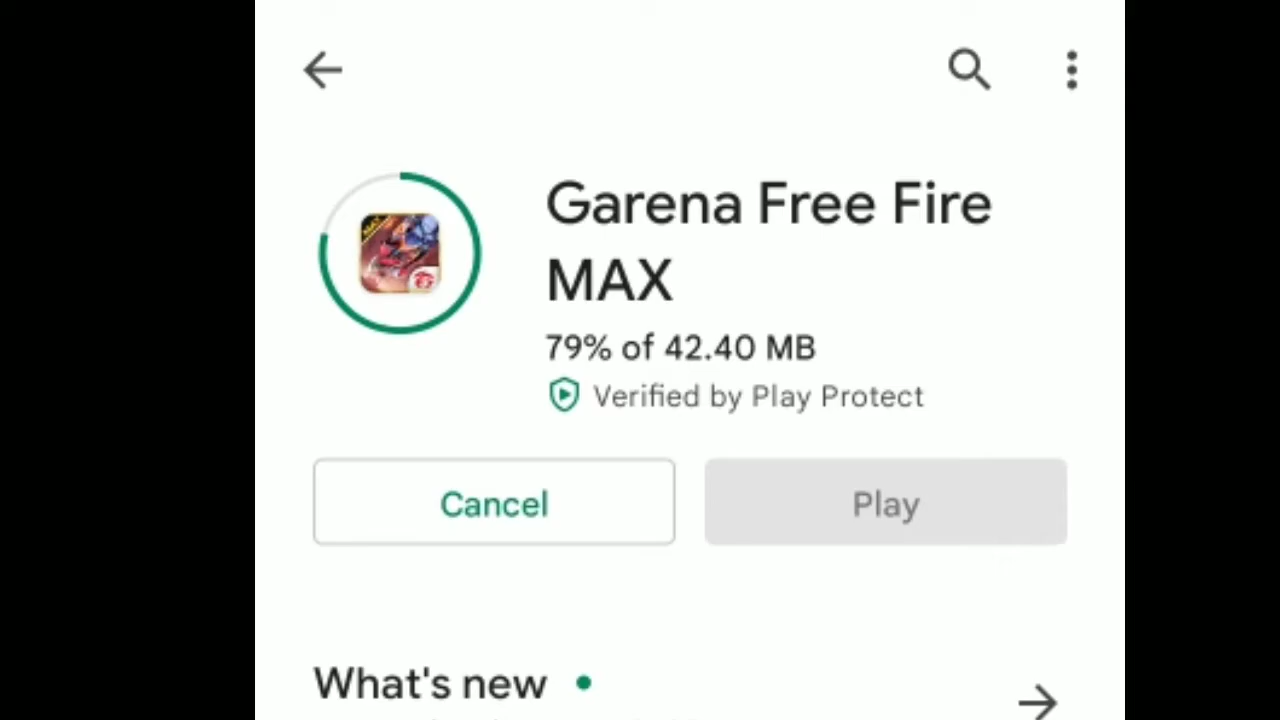 Garena Free Fire
MAX
79% of 42.40 MB
Verified by Play Protect
Cancel
Play
What's new